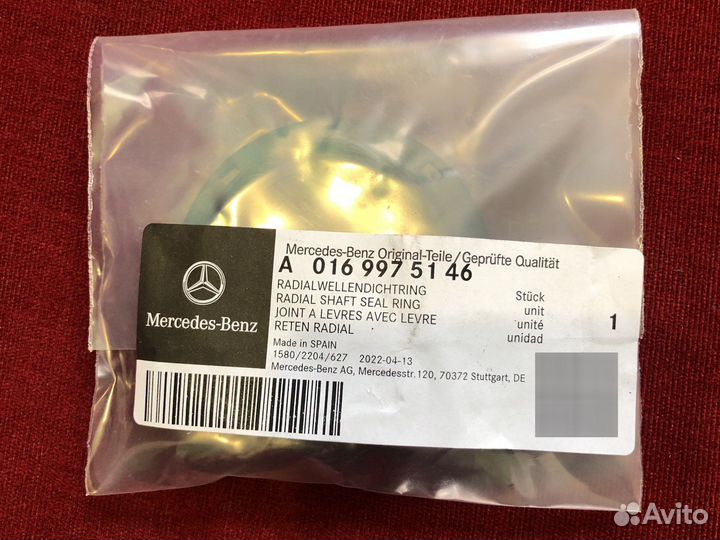 Mercedes-Benz Original-Teile/Geprüfte Qualität
A 016 997 51 46
RADIALWELLENDICHTRING
RADIAL SHAFT SEAL RING
JOINT A LEVRES AVEC LEVRE
RETEN RADIAL
Stück
unit
unité
unidad
1
Mercedes-Benz
Made in SPAIN
1580/2204/627 2022-04-13
Mercedes-Benz AG, Mercedesstr.120, 70372 Stuttgart, DE
Avito